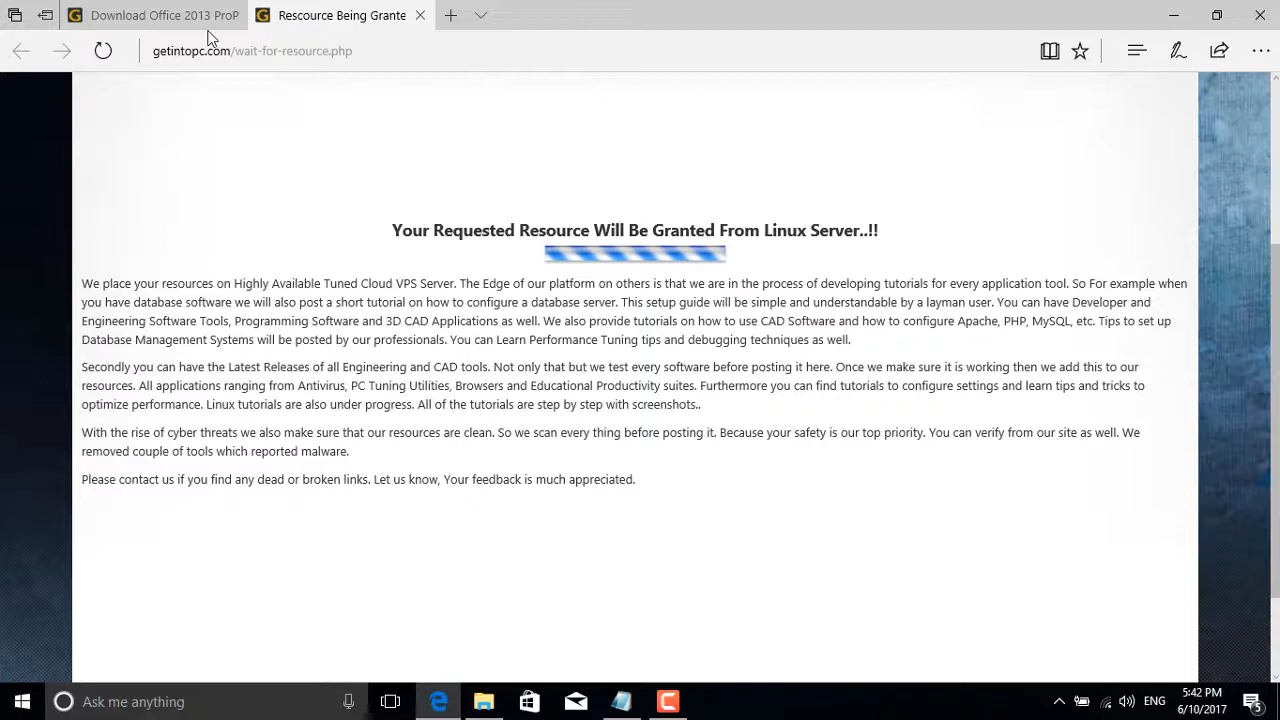 Download Office 2013 ProP
Rescource Being Grante
getintopc.com/wait-for-resource.php
Your Requested Resource Will Be Granted From Linux Server..!!
We place your resources on Highly Available Tuned Cloud VPS Server. The Edge of our platform on others is that we are in the process of developing tutorials for every application tool. So For example when
you have database software we will also post a short tutorial on how to configure a database server. This setup guide will be simple and understandable by a layman user. You can have Developer and
Engineering Software Tools, Programming Software and 3D CAD Applications as well. We also provide tutorials on how to use CAD Software and how to configure Apache, PHP, MySQL, etc. Tips to set up
Database Management Systems will be posted by our professionals. You can Learn Performance Tuning tips and debugging techniques as well.
Secondly you can have the Latest Releases of all Engineering and CAD tools. Not only that but we test every software before posting it here. Once we make sure it is working then we add this to our
resources. All applications ranging from Antivirus, PC Tuning Utilities, Browsers and Educational Productivity suites. Furthermore you can find tutorials to configure settings and learn tips and tricks to
optimize performance. Linux tutorials are also under progress. All of the tutorials are step by step with screenshots..
With the rise of cyber threats we also make sure that our resources are clean. So we scan every thing before posting it. Because your safety is our top priority. You can verify from our site as well. We
removed couple of tools which reported malware.
Please contact us if you find any dead or broken links. Let us know, Your feedback is much appreciated.
Ask me anything
ENG
5:42 PM
6/10/2017
5